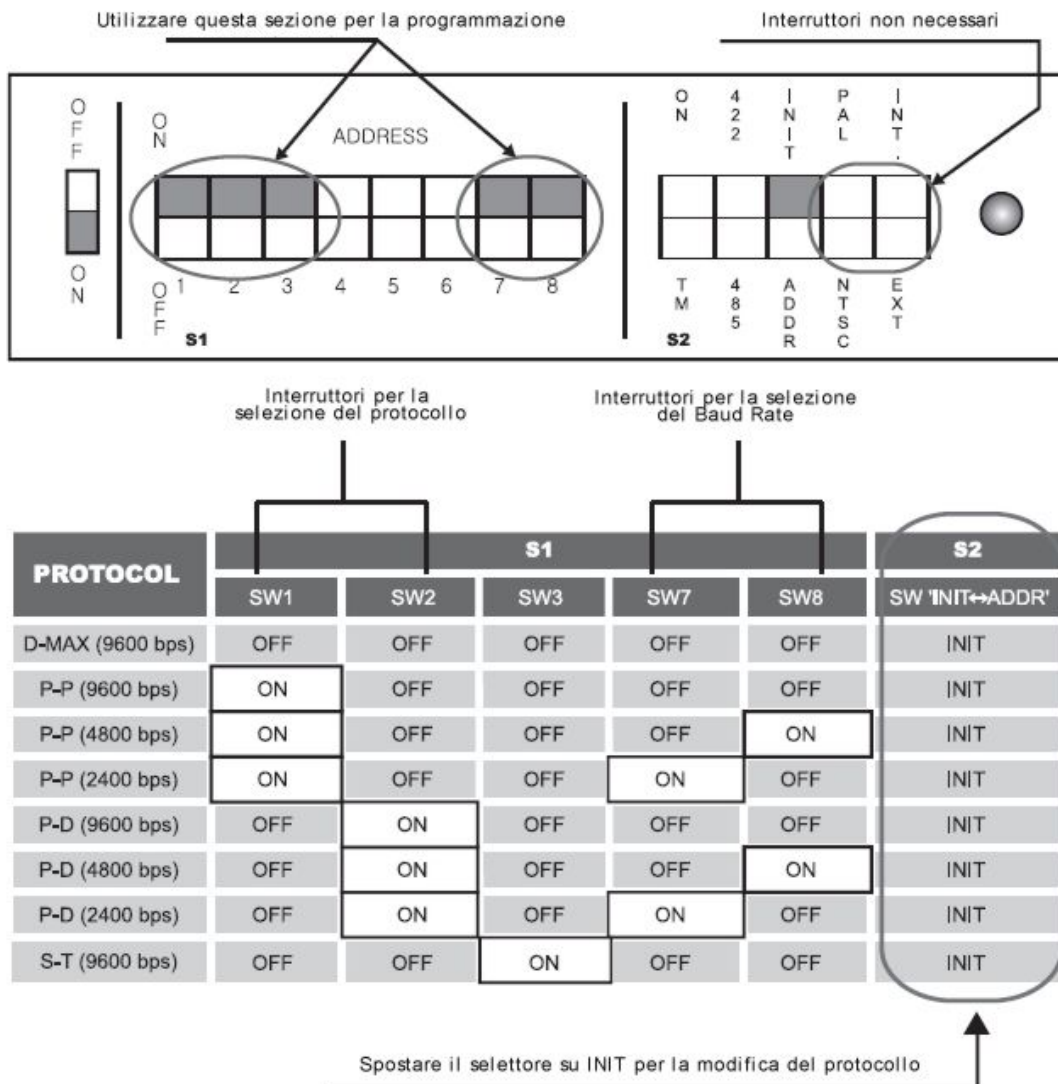 Utilizzare questa sezione per la programmazione
Interruttori non necessari
OFF
ON
ON
ADDRESS
OFF
1 2 3 4 5 6 7 8
S1
ON 422 INIT PAL INT.
TM 485 ADDR NTSC EXT
S2
Interruttori per la
selezione del protocollo
Interruttori per la selezione
del Baud Rate
PROTOCOL S1 S2
SW1 SW2 SW3 SW7 SW8 SW 'INIT↔ADDR'
D-MAX (9600 bps) OFF OFF OFF OFF OFF INIT
P-P (9600 bps) ON OFF OFF OFF OFF INIT
P-P (4800 bps) ON OFF OFF OFF ON INIT
P-P (2400 bps) ON OFF OFF ON OFF INIT
P-D (9600 bps) OFF ON OFF OFF OFF INIT
P-D (4800 bps) OFF ON OFF OFF ON INIT
P-D (2400 bps) OFF ON OFF ON OFF INIT
S-T (9600 bps) OFF OFF ON OFF OFF INIT
Spostare il selettore su INIT per la modifica del protocollo